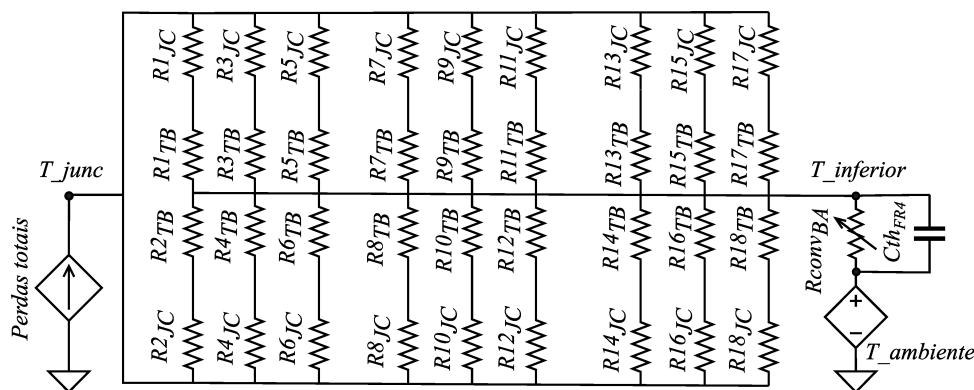 R1JC
R3JC
R5JC
R7JC
R9JC
R11JC
R13JC
R15JC
R17JC
R1TB
R3TB
R5TB
R7TB
R9TB
R11TB
R13TB
R15TB
R17TB
T_junc
T_inferior
R2TB
R4TB
R6TB
R8TB
R10TB
R12TB
R14TB
R16TB
R18TB
RconvBA
CthFR4
Perdas totais
+
−
R2JC
R4JC
R6JC
R8JC
R10JC
R12JC
R14JC
R16JC
R18JC
T_ambiente